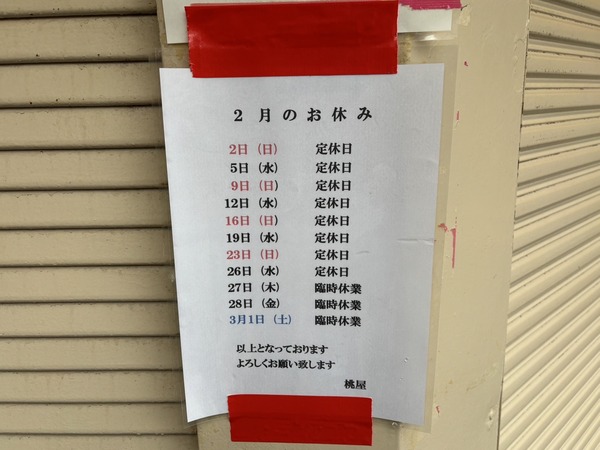 ２月のお休み
2日（日） 定休日
5日（水） 定休日
9日（日） 定休日
12日（水） 定休日
16日（日） 定休日
19日（水） 定休日
23日（日） 定休日
26日（水） 定休日
27日（木） 臨時休業
28日（金） 臨時休業
3月1日（土） 臨時休業
以上となっております
よろしくお願い致します
桃屋